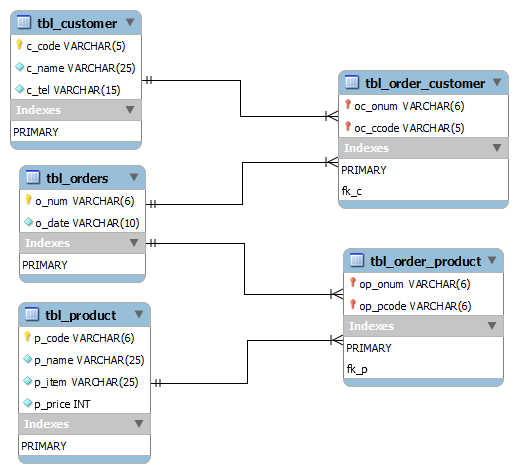 tbl_customer
c_code VARCHAR(5)
c_name VARCHAR(25)
c_tel VARCHAR(15)
Indexes
PRIMARY
tbl_orders
o_num VARCHAR(6)
o_date VARCHAR(10)
Indexes
PRIMARY
tbl_product
p_code VARCHAR(6)
p_name VARCHAR(25)
p_item VARCHAR(25)
p_price INT
Indexes
PRIMARY
tbl_order_customer
oc_onum VARCHAR(6)
oc_ccode VARCHAR(5)
Indexes
PRIMARY
fk_c
tbl_order_product
op_onum VARCHAR(6)
op_pcode VARCHAR(6)
Indexes
PRIMARY
fk_p